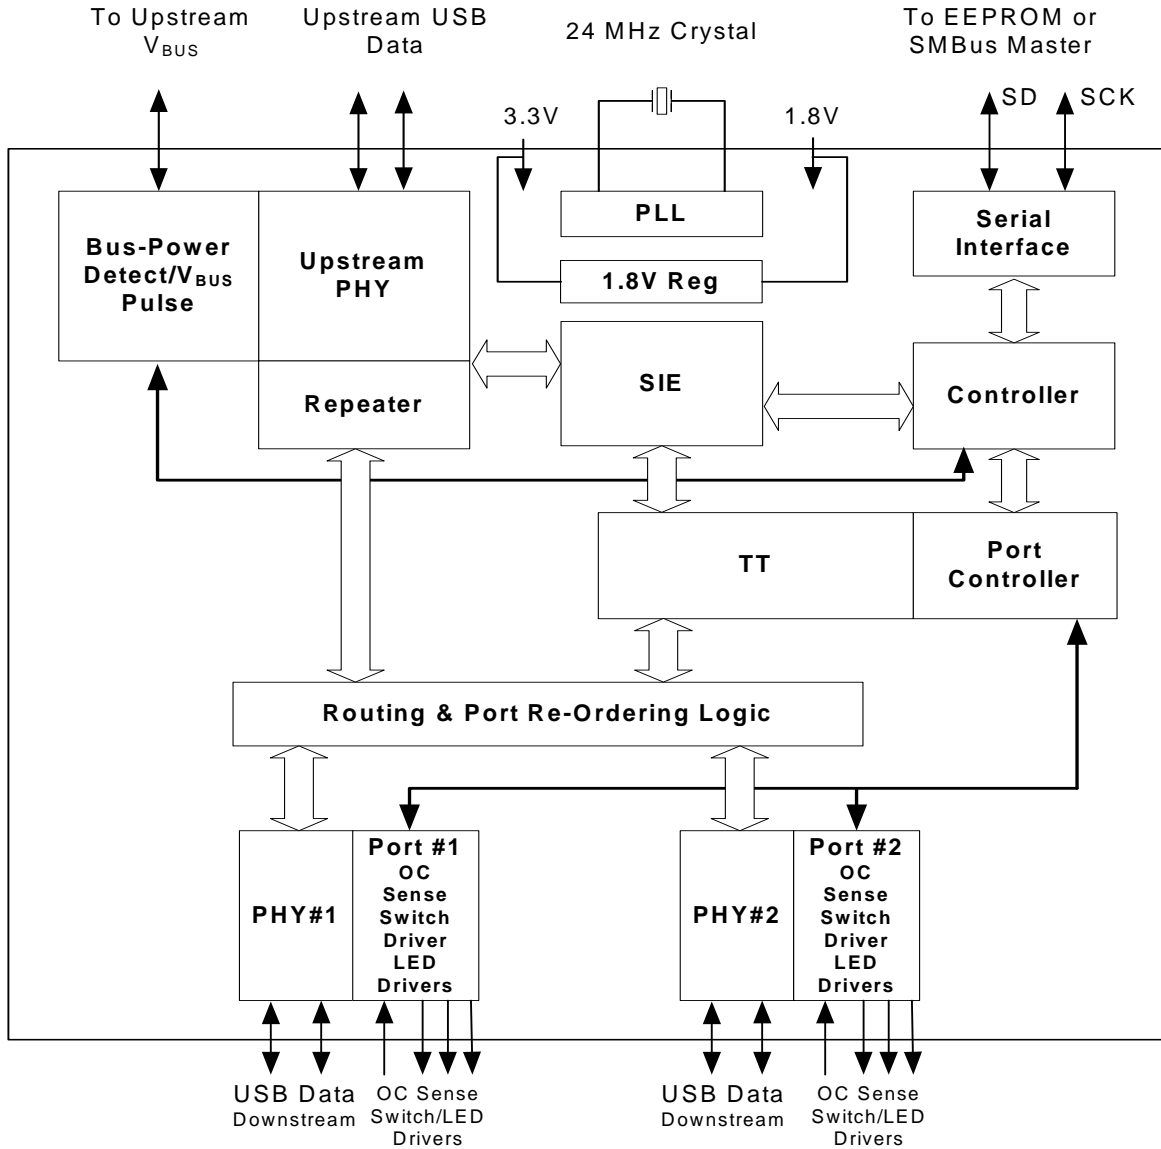 To Upstream
VBUS
Upstream USB
Data
24 MHz Crystal
To EEPROM or
SMBus Master
3.3V
1.8V
SD
SCK
Bus-Power
Detect/VBUS
Pulse
Upstream
PHY
PLL
1.8V Reg
Serial
Interface
Repeater
SIE
Controller
TT
Port
Controller
Routing & Port Re-Ordering Logic
PHY#1
Port #1
OC
Sense
Switch
Driver
LED
Drivers
PHY#2
Port #2
OC
Sense
Switch
Driver
LED
Drivers
USB Data
Downstream
OC Sense
Switch/LED
Drivers
USB Data
Downstream
OC Sense
Switch/LED
Drivers